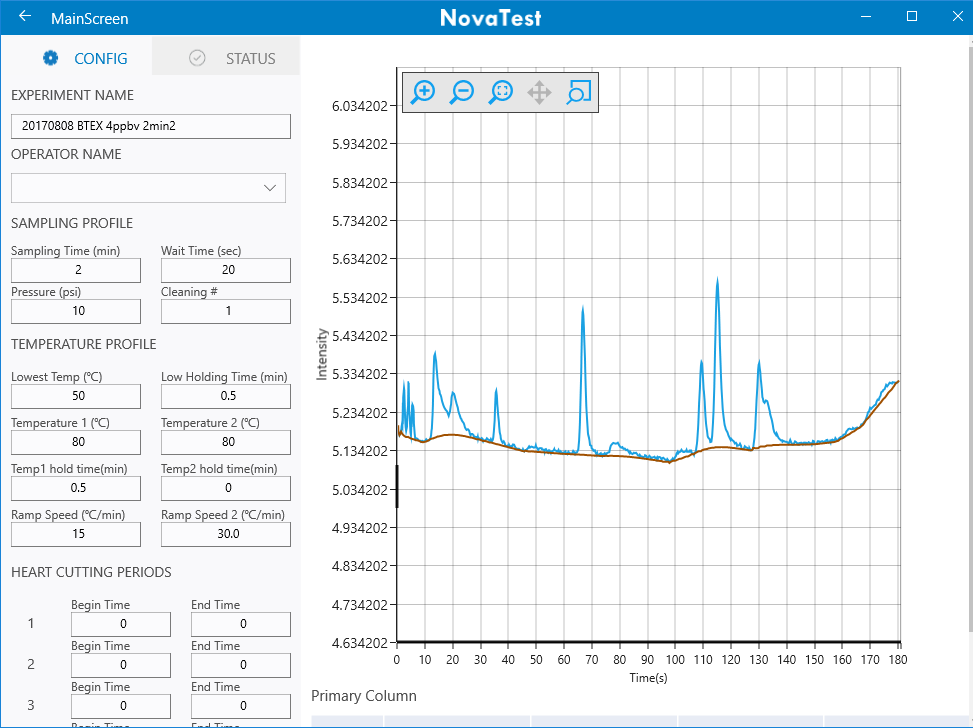 MainScreen
NovaTest
CONFIG
STATUS
EXPERIMENT NAME
20170808 BTEX 4ppbv 2min2
OPERATOR NAME
SAMPLING PROFILE
Sampling Time (min) Wait Time (sec)
2 20
Pressure (psi) Cleaning #
10 1
TEMPERATURE PROFILE
Lowest Temp (℃) Low Holding Time (min)
50 0.5
Temperature 1 (℃) Temperature 2 (℃)
80 80
Temp1 hold time(min) Temp2 hold time(min)
0.5 0
Ramp Speed (℃/min) Ramp Speed 2 (℃/min)
15 30.0
HEART CUTTING PERIODS
Begin Time End Time
1 0 0
Begin Time End Time
2 0 0
Begin Time End Time
3 0 0
Begin Time End Time
6.034202
5.934202
5.834202
5.734202
5.634202
5.534202
5.434202
5.334202
5.234202
5.134202
5.034202
4.934202
4.834202
4.734202
4.634202
Intensity
0 10 20 30 40 50 60 70 80 90 100 110 120 130 140 150 160 170 180
Time(s)
Primary Column